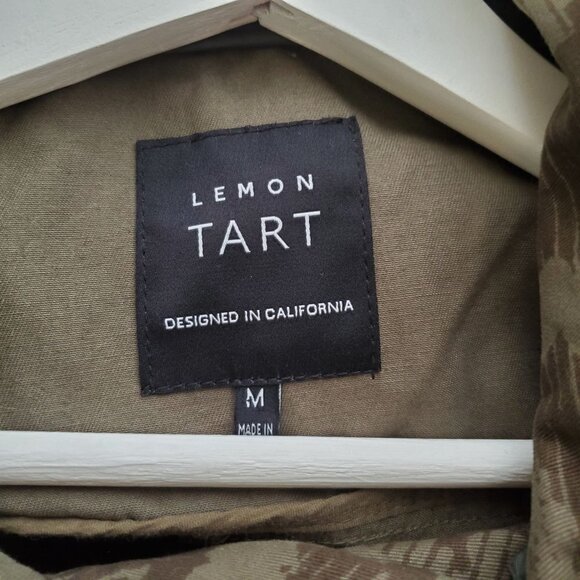 LEMON
TART
DESIGNED IN CALIFORNIA
M
MADE IN